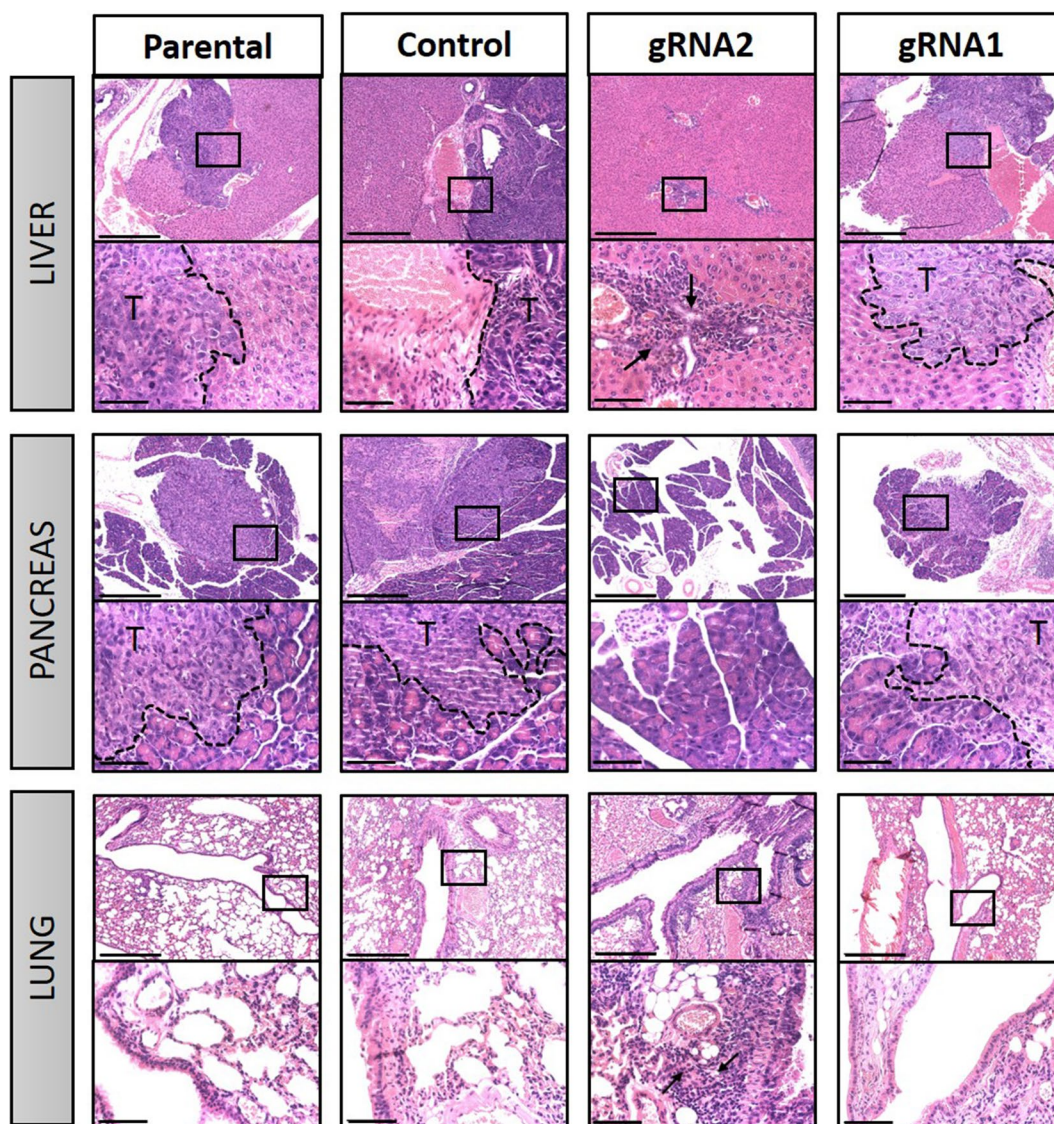 Parental Control gRNA2 gRNA1
LIVER
T T T
PANCREAS
T T T
LUNG